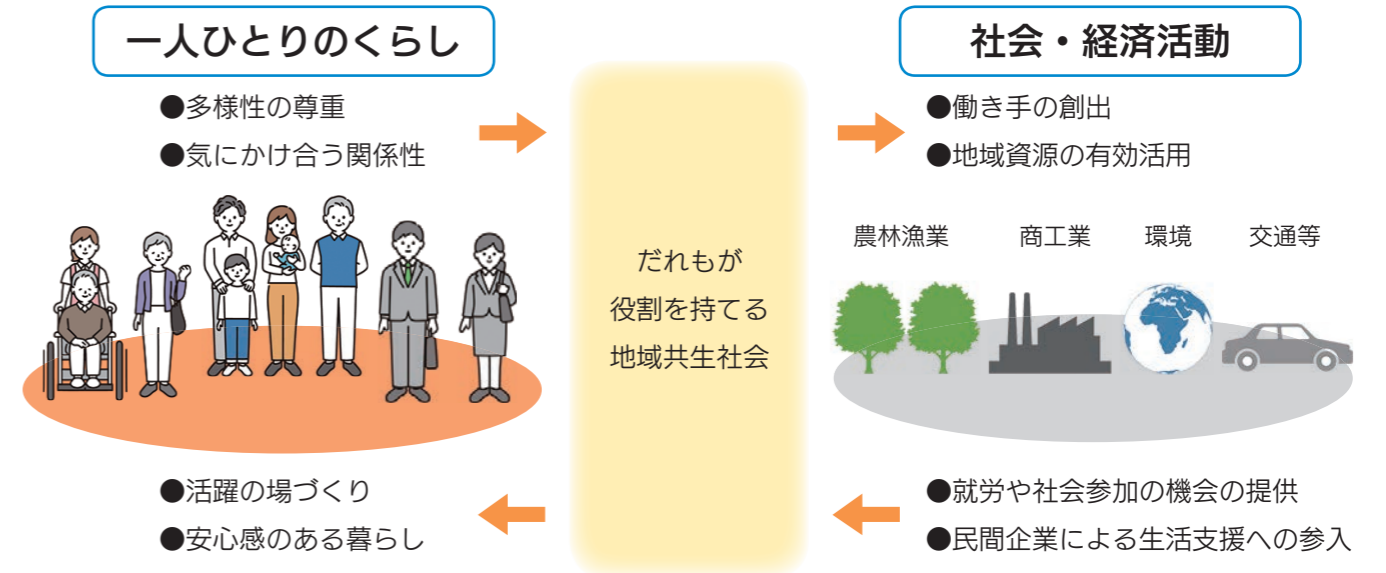 一人ひとりのくらし
●多様性の尊重
●気にかけ合う関係性
●活躍の場づくり
●安心感のある暮らし
だれもが
役割を持てる
地域共生社会
社会・経済活動
●働き手の創出
●地域資源の有効活用
農林漁業 商工業 環境 交通等
●就労や社会参加の機会の提供
●民間企業による生活支援への参入